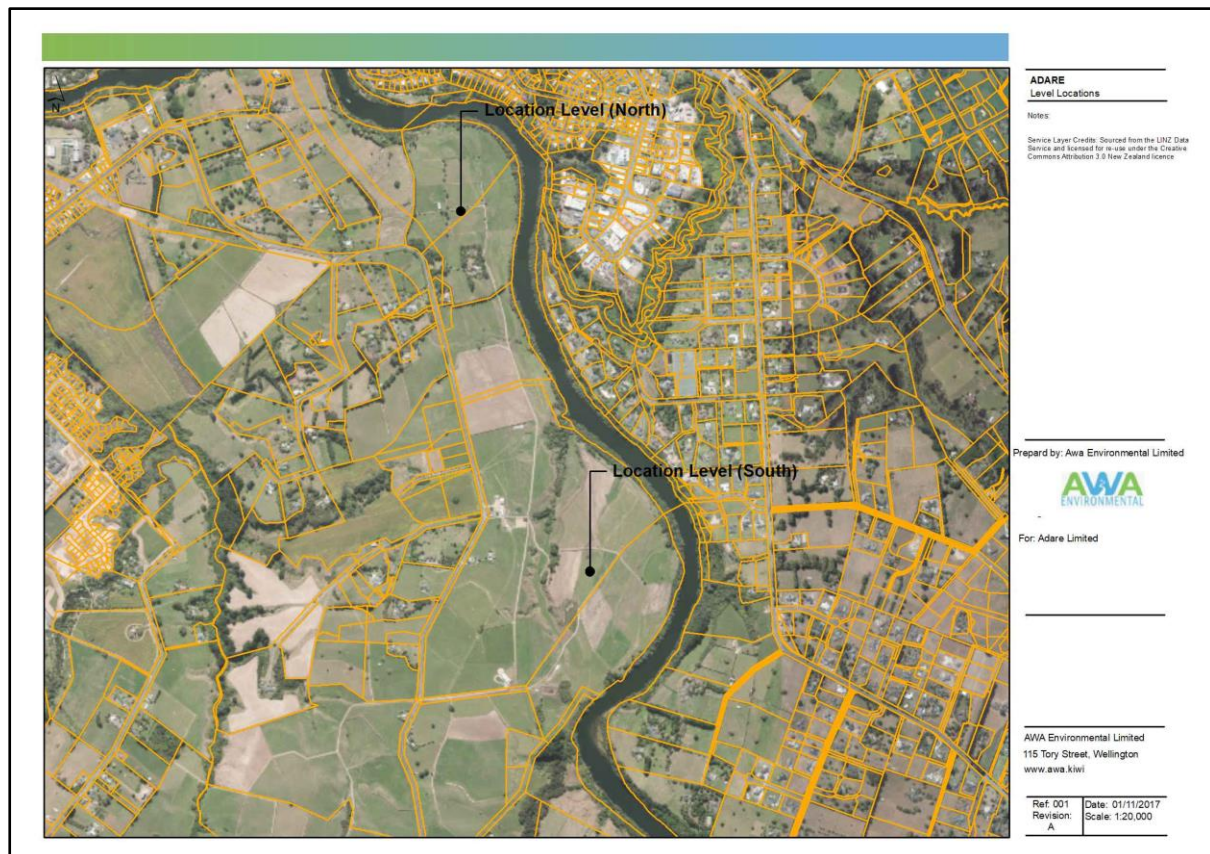 N
Location Level (North)
Location Level (South)
ADARE
Level Locations
Notes:
Service Layer Credits: Sourced from the LINZ Data
Service and licensed for re-use under the Creative
Commons Attribution 3.0 New Zealand licence
Prepard by: Awa Environmental Limited
AWA
ENVIRONMENTAL
-
For: Adare Limited
AWA Environmental Limited
115 Tory Street, Wellington
www.awa.kiwi
Ref: 001
Revision:
A
Date: 01/11/2017
Scale: 1:20,000